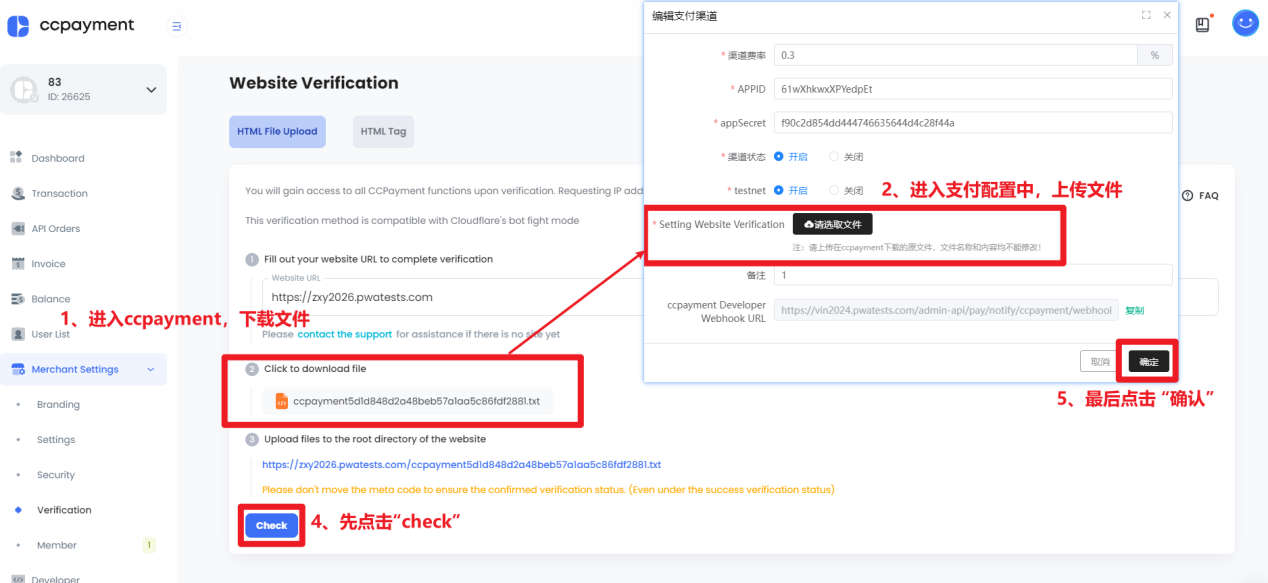 ccpayment
83
ID: 26625
Dashboard
Transaction
API Orders
Invoice
Balance
User List
Merchant Settings
Branding
Settings
Security
Verification
Member
1
Developer
Website Verification
HTML File Upload
HTML Tag
You will gain access to all CCPayment functions upon verification. Requesting IP add
This verification method is compatible with Cloudflare's bot fight mode
FAQ
1 Fill out your website URL to complete verification
Website URL
https://zxy2026.pwatests.com
1、进入ccpayment，下载文件
Please contact the support for assistance if there is no site yet
2 Click to download file
ccpayment5d1d848d2a48beb57a1aa5c86fdf2881.txt
3 Upload files to the root directory of the website
https://zxy2026.pwatests.com/ccpayment5d1d848d2a48beb57a1aa5c86fdf2881.txt
Please don't move the meta code to ensure the confirmed verification status. (Even under the success verification status)
Check
4、先点击“check”
编辑支付渠道
* 渠道费率
0.3
%
* APPID
61wXhkwxXPYedpEt
* appSecret
f90c2d854dd444746635644d4c28f44a
* 渠道状态
开启
关闭
* testnet
开启
关闭
2、进入支付配置中，上传文件
* Setting Website Verification
请选取文件
注：请上传在ccpayment下载的原文件，文件名称和内容均不能修改！
备注
1
ccpayment Developer
Webhook URL
https://vin2024.pwatests.com/admin-api/pay/notify/ccpayment/webhool
复制
取消
确定
5、最后点击 “确认”